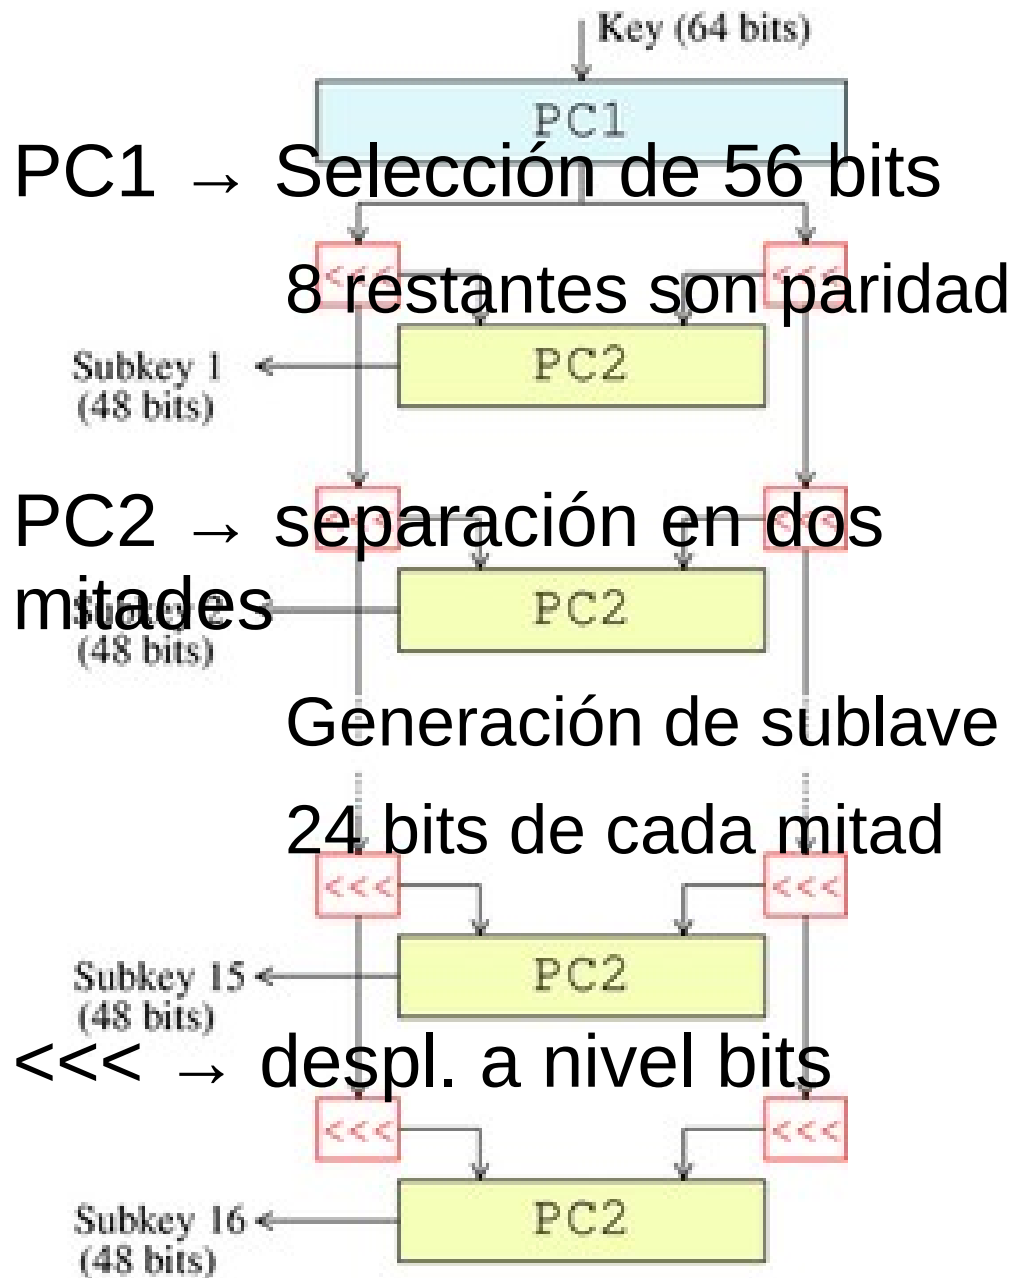 Key (64 bits)
PC1
PC1 → Selección de 56 bits
<<< <<<
8 restantes son paridad
Subkey 1
(48 bits)
PC2
<<< <<<
PC2 → separación en dos
mitades
Subkey 2
(48 bits)
PC2
Generación de sublave
24 bits de cada mitad
<<< <<<
Subkey 15
(48 bits)
PC2
<<< → despl. a nivel bits
<<< <<<
Subkey 16
(48 bits)
PC2